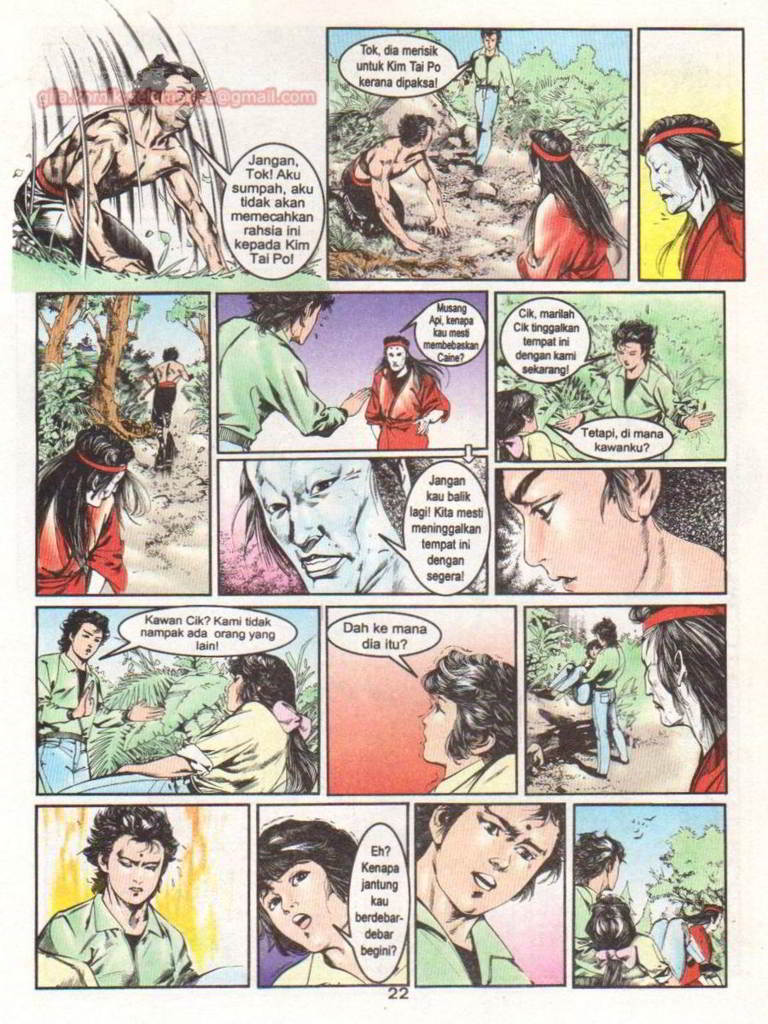 Jangan,
Tok! Aku
sumpah, aku
tidak akan
memecahkan
rahsia ini
kepada Kim
Tai Po!
Tok, dia merisik
untuk Kim Tai Po
kerana dipaksa!
Musang
Api, kenapa
kau mesti
membebaskan
Caine?
Jangan
kau balik
lagi! Kita mesti
meninggalkan
tempat ini
dengan
segera!
Cik, marilah
Cik tinggalkan
tempat ini
dengan kami
sekarang!
Tetapi, di mana
kawanku?
Kawan Cik? Kami tidak
nampak ada orang yang
lain!
Dah ke mana
dia itu?
Eh?
Kenapa
jantung
kau
berdebar-
debar
begini?
22